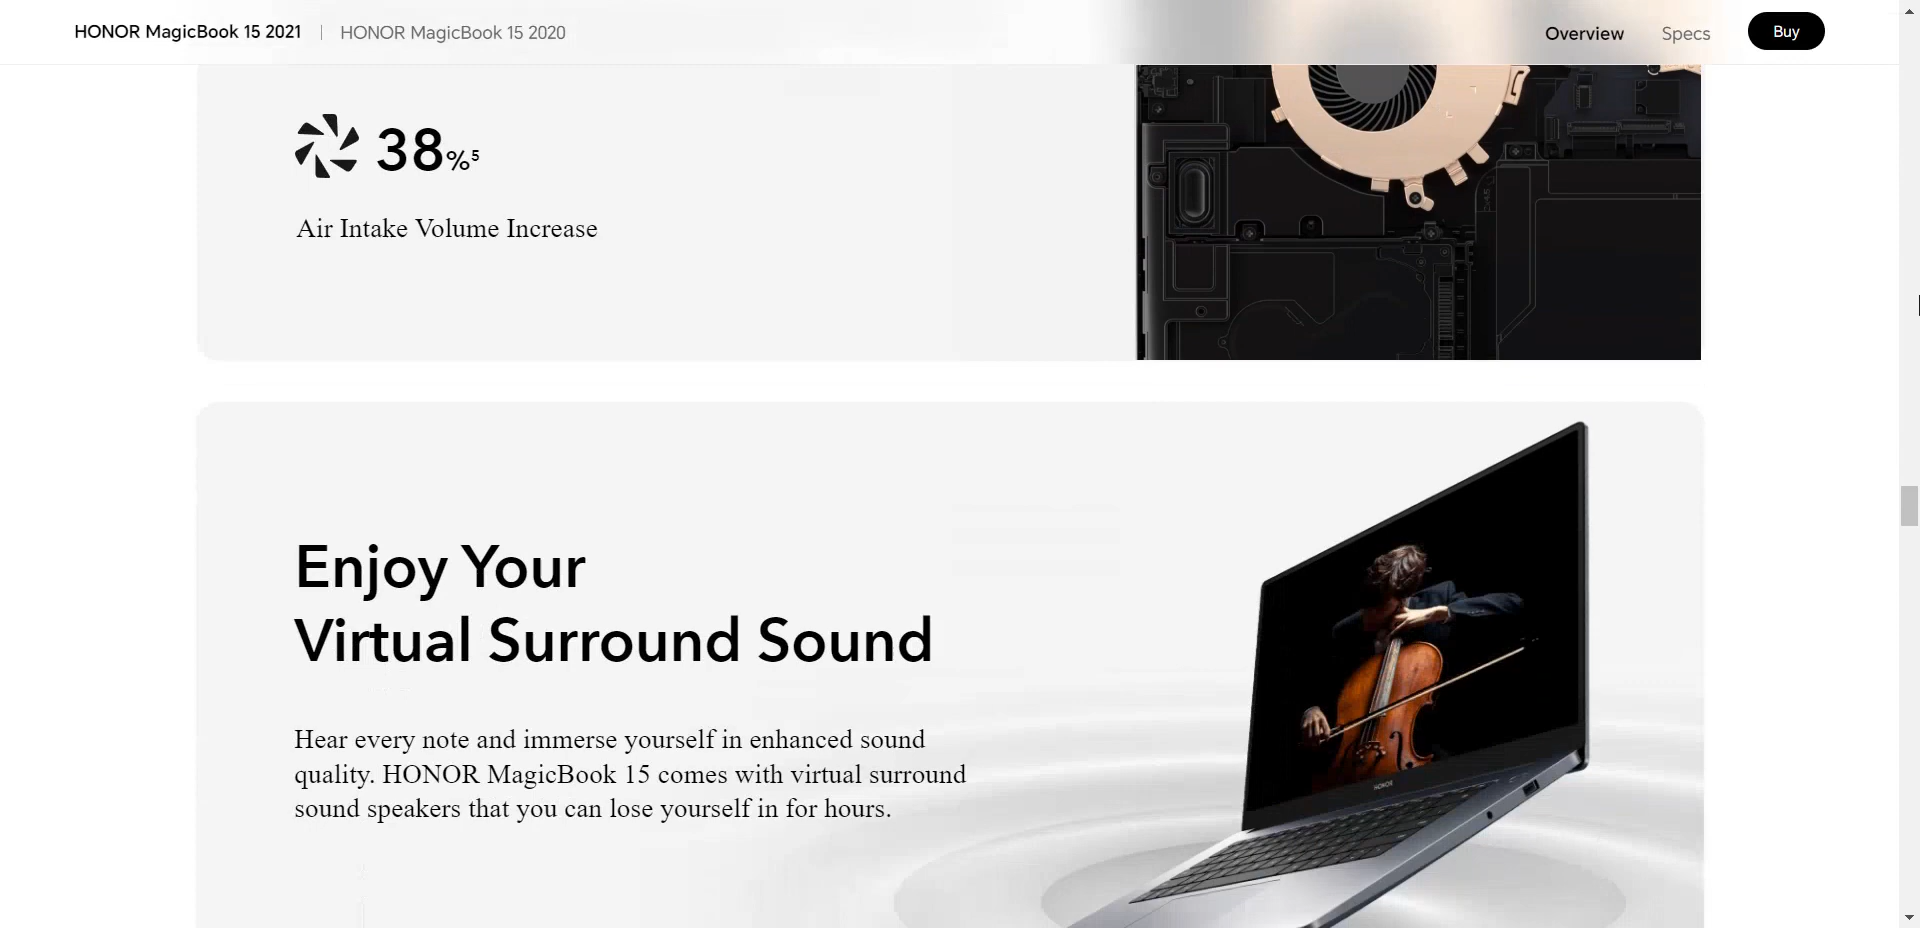 HONOR MagicBook 15 2021 | HONOR MagicBook 15 2020
Overview
Specs
Buy
38%5
Air Intake Volume Increase
Enjoy Your
Virtual Surround Sound
Hear every note and immerse yourself in enhanced sound
quality. HONOR MagicBook 15 comes with virtual surround
sound speakers that you can lose yourself in for hours.
HONOR